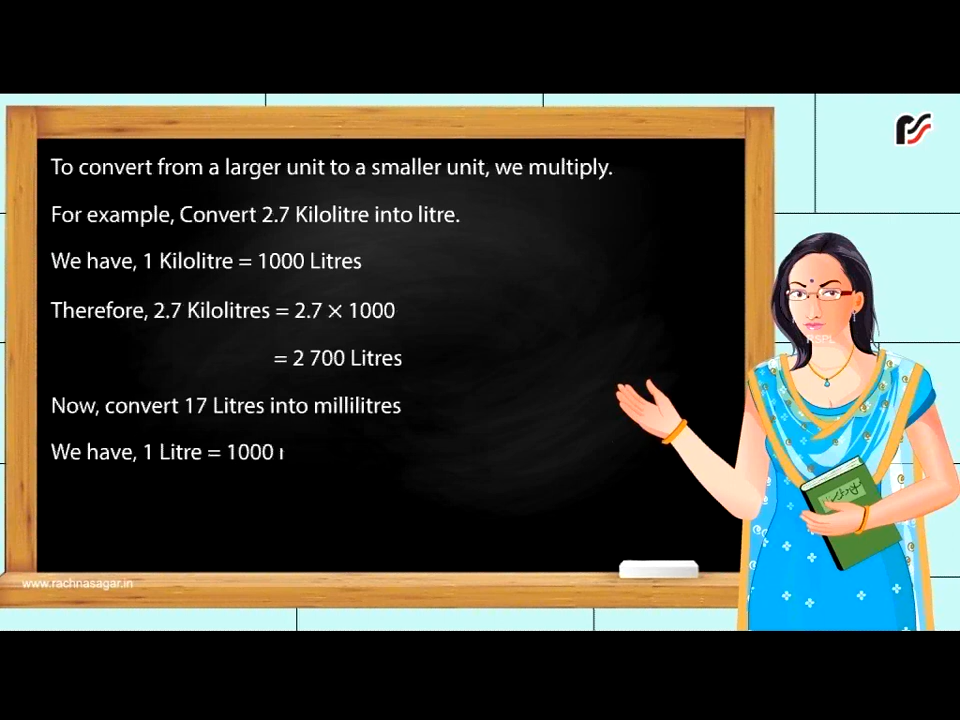 To convert from a larger unit to a smaller unit, we multiply.
For example, Convert 2.7 Kilolitre into litre.
We have, 1 Kilolitre = 1000 Litres
Therefore, 2.7 Kilolitres = 2.7 × 1000
= 2 700 Litres
Now, convert 17 Litres into millilitres
We have, 1 Litre = 1000
RSPL
www.rachnasagar.in